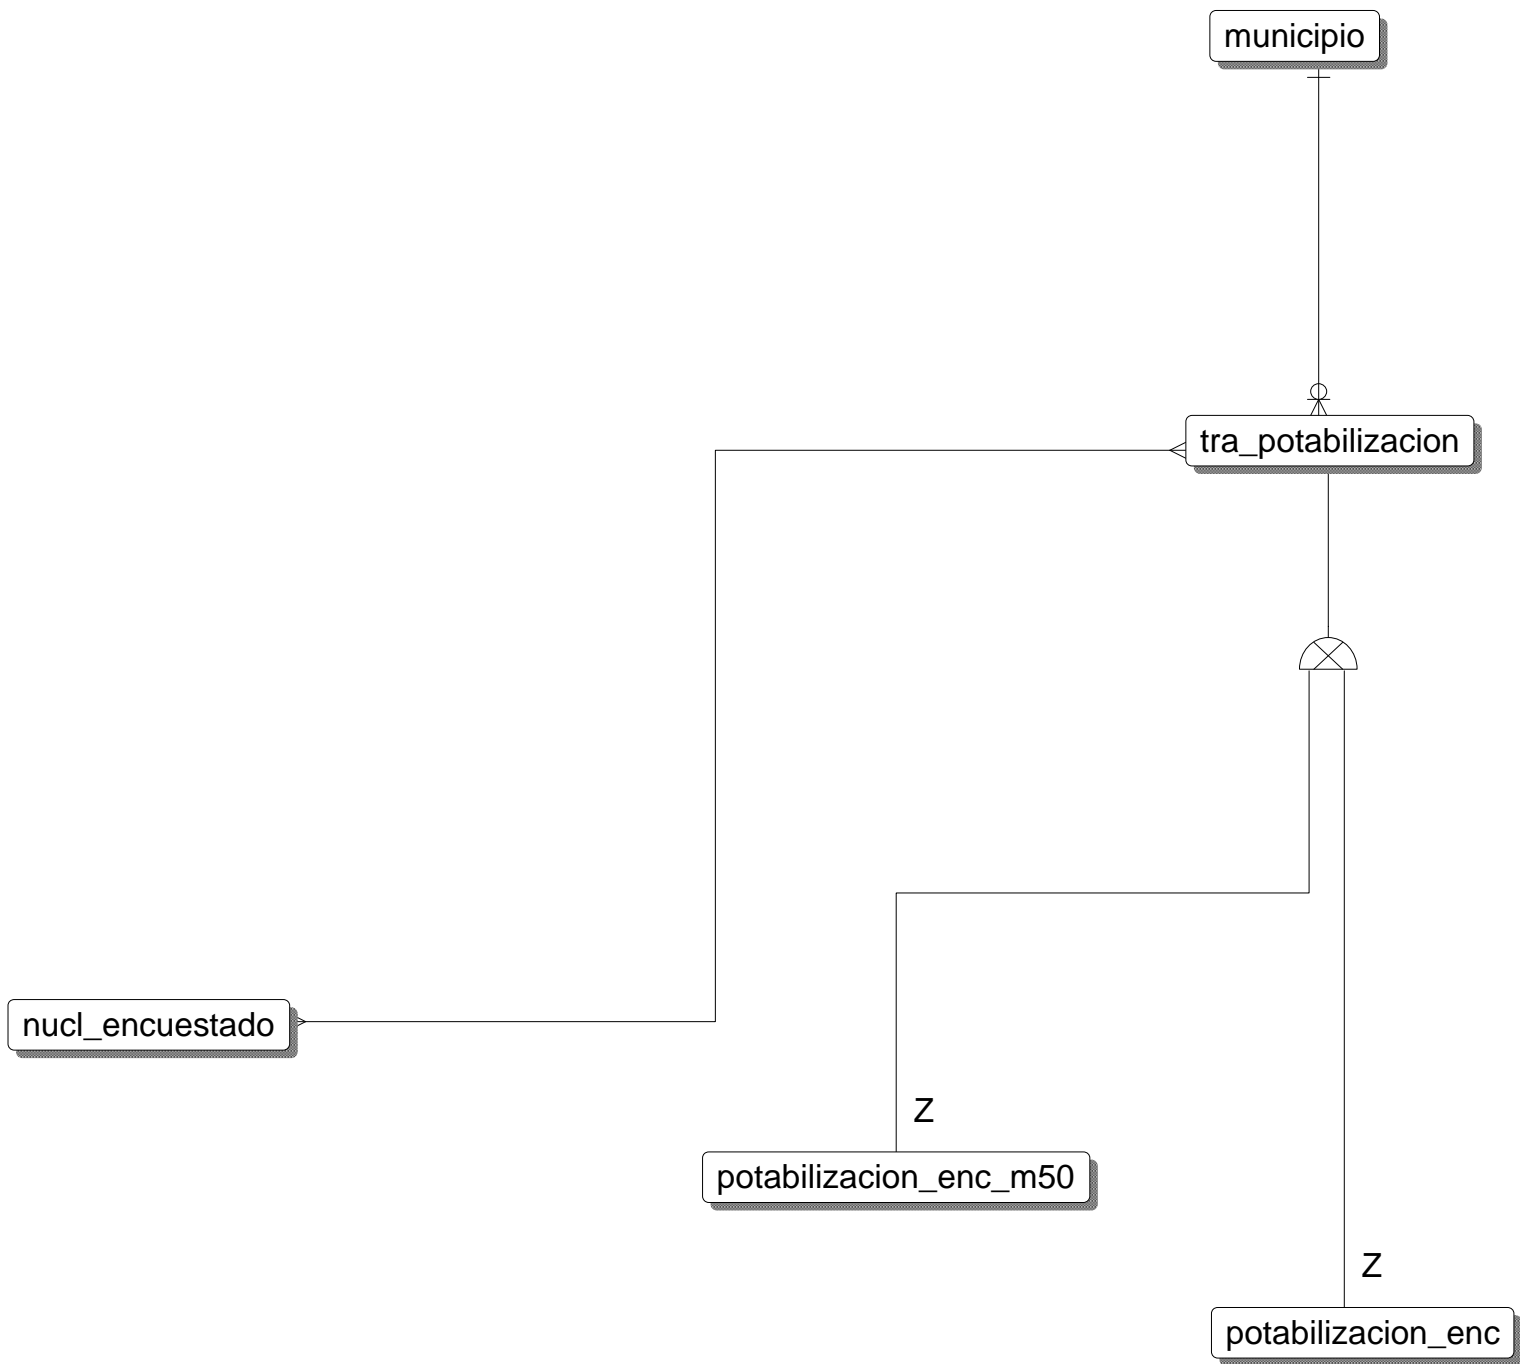 municipio
tra_potabilizacion
nucl_encuestado
Z
potabilizacion_enc_m50
Z
potabilizacion_enc